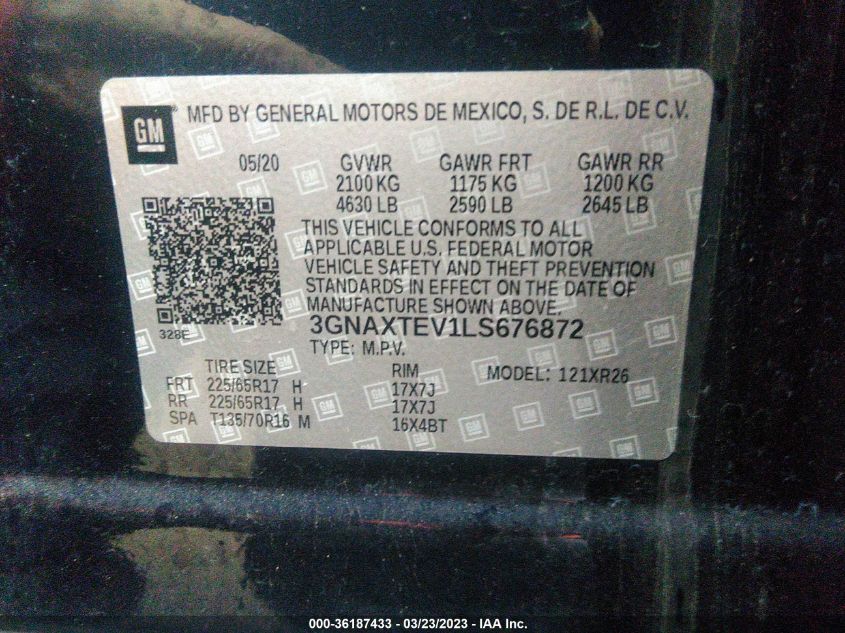 GM
MFD BY GENERAL MOTORS DE MEXICO, S. DE R.L. DE C.V.
05/20 GVWR GAWR FRT GAWR RR
2100 KG 1175 KG 1200 KG
4630 LB 2590 LB 2645 LB
THIS VEHICLE CONFORMS TO ALL
APPLICABLE U.S. FEDERAL MOTOR
VEHICLE SAFETY AND THEFT PREVENTION
STANDARDS IN EFFECT ON THE DATE OF
MANUFACTURE SHOWN ABOVE.
328E
3GNAXTEV1LS676872
TYPE: M.P.V.
TIRE SIZE RIM MODEL: 121XR26
FRT 225/65R17 H 17X7J
RR 225/65R17 H 17X7J
SPA T135/70R16 M 16X4BT
000-36187433 - 03/23/2023 - IAA Inc.